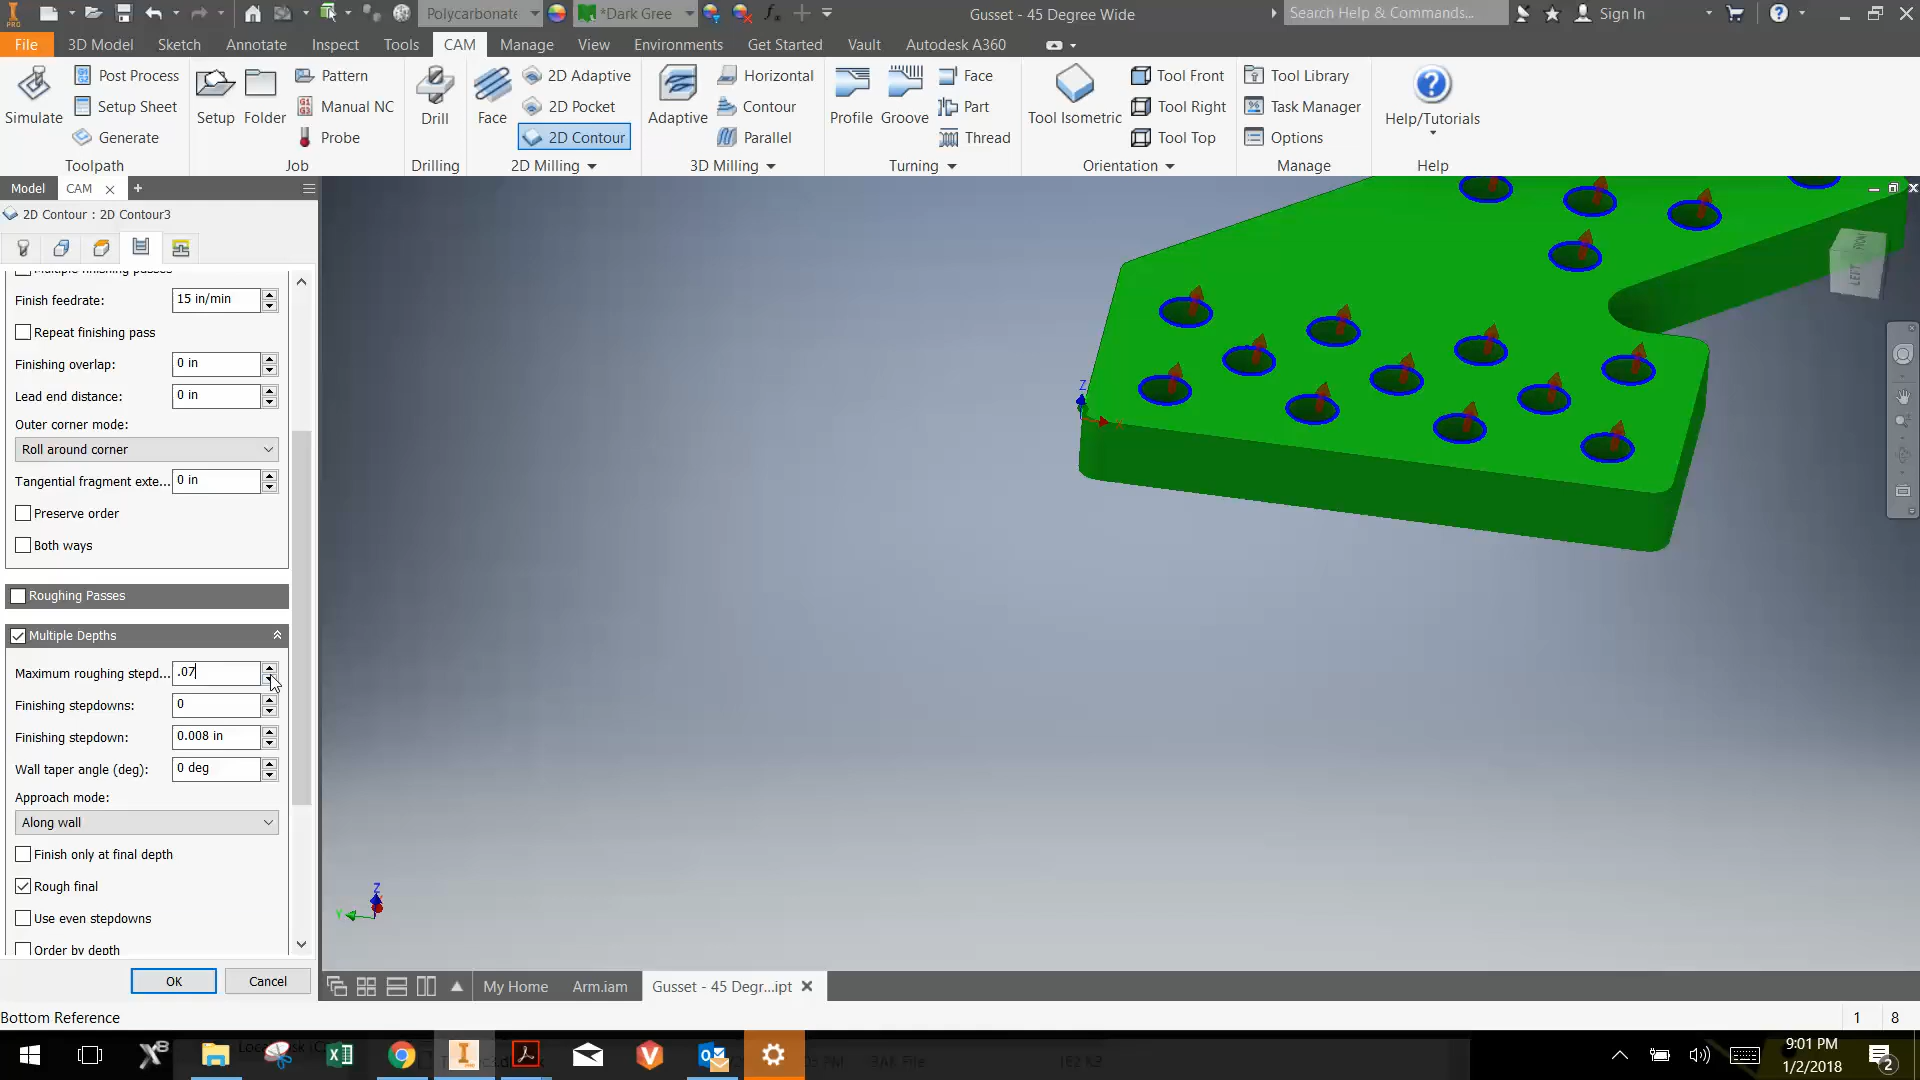 Polycarbonate
*Dark Gree
Gusset - 45 Degree Wide
Search Help & Commands...
Sign In
PRO
File
3D Model
Sketch
Annotate
Inspect
Tools
CAM
Manage
View
Environments
Get Started
Vault
Autodesk A360
Simulate
Post Process
Setup Sheet
Generate
Toolpath
Setup
Folder
Pattern
Manual NC
Probe
Job
Drill
Drilling
Face
2D Adaptive
2D Pocket
2D Contour
2D Milling
Adaptive
Horizontal
Contour
Parallel
3D Milling
Profile
Groove
Face
Part
Thread
Turning
Tool Isometric
Tool Front
Tool Right
Tool Top
Orientation
Tool Library
Task Manager
Options
Manage
Help/Tutorials
Help
Model
CAM
2D Contour : 2D Contour3
Multiple finishing passes
Finish feedrate:
15 in/min
Repeat finishing pass
Finishing overlap:
0 in
Lead end distance:
0 in
Outer corner mode:
Roll around corner
Tangential fragment exte...
0 in
Preserve order
Both ways
Roughing Passes
Multiple Depths
Maximum roughing stepd...
.07
Finishing stepdowns:
0
Finishing stepdown:
0.008 in
Wall taper angle (deg):
0 deg
Approach mode:
Along wall
Finish only at final depth
Rough final
Use even stepdowns
Order by depth
OK
Cancel
Z
X
LEFT
Z
Y
My Home
Arm.iam
Gusset - 45 Degr...ipt
Bottom Reference
1
8
9:01 PM
1/2/2018
2